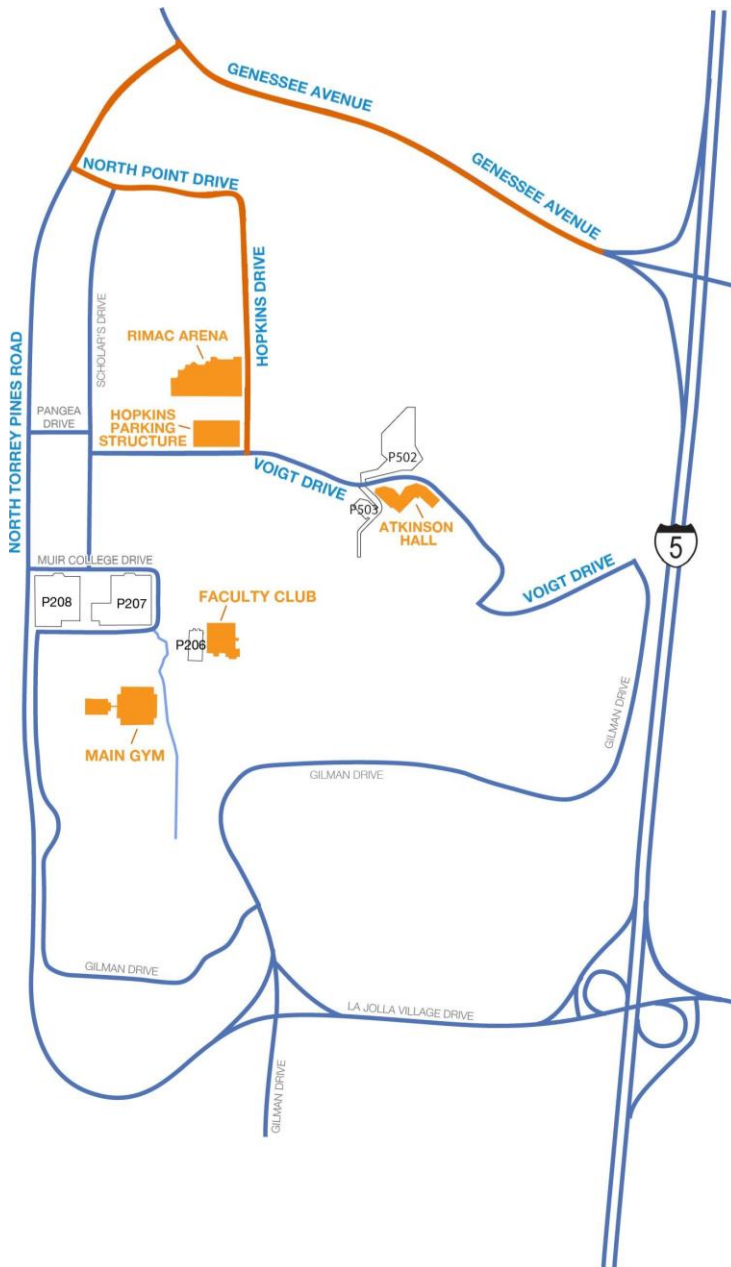 GENESSEE AVENUE
GENESSEE AVENUE
NORTH POINT DRIVE
HOPKINS DRIVE
SCHOLAR'S DRIVE
NORTH TORREY PINES ROAD
RIMAC ARENA
PANGEA
DRIVE
HOPKINS
PARKING
STRUCTURE
VOIGT DRIVE
P502
P503
ATKINSON
HALL
5
MUIR COLLEGE DRIVE
VOIGT DRIVE
P208
P207
FACULTY CLUB
P206
GILMAN DRIVE
MAIN GYM
GILMAN DRIVE
GILMAN DRIVE
LA JOLLA VILLAGE DRIVE
GILMAN DRIVE